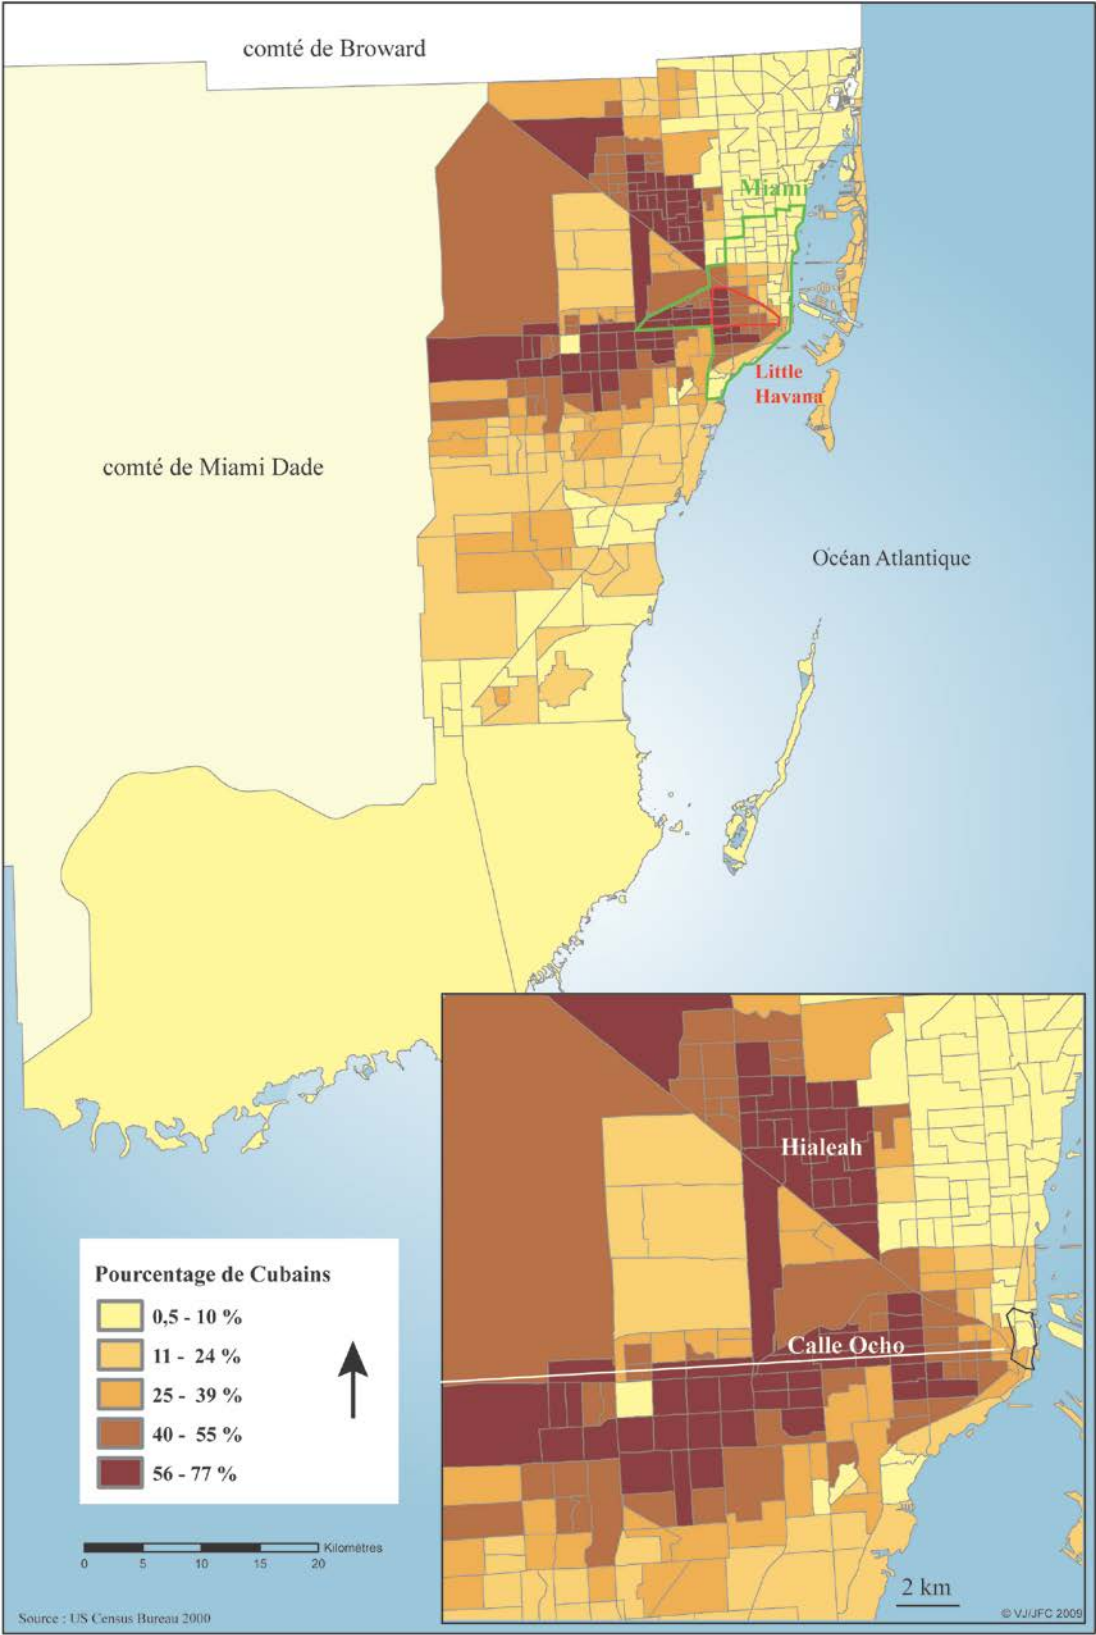 comté de Broward
Miami
Little
Havana
comté de Miami Dade
Océan Atlantique
Hialeah
Calle Ocho
Pourcentage de Cubains
0,5 - 10 %
11 - 24 %
25 - 39 %
40 - 55 %
56 - 77 %
Kilomètres
0 5 10 15 20
2 km
Source : US Census Bureau 2000
© VJ/JFC 2009